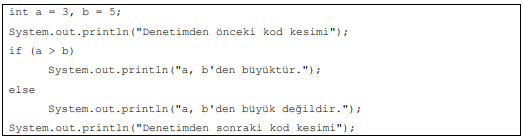 int a = 3, b = 5;
System.out.println("Denetimden önceki kod kesimi");
if (a > b)
System.out.println("a, b'den büyüktür.");
else
System.out.println("a, b'den büyük değildir.");
System.out.println("Denetimden sonraki kod kesimi");